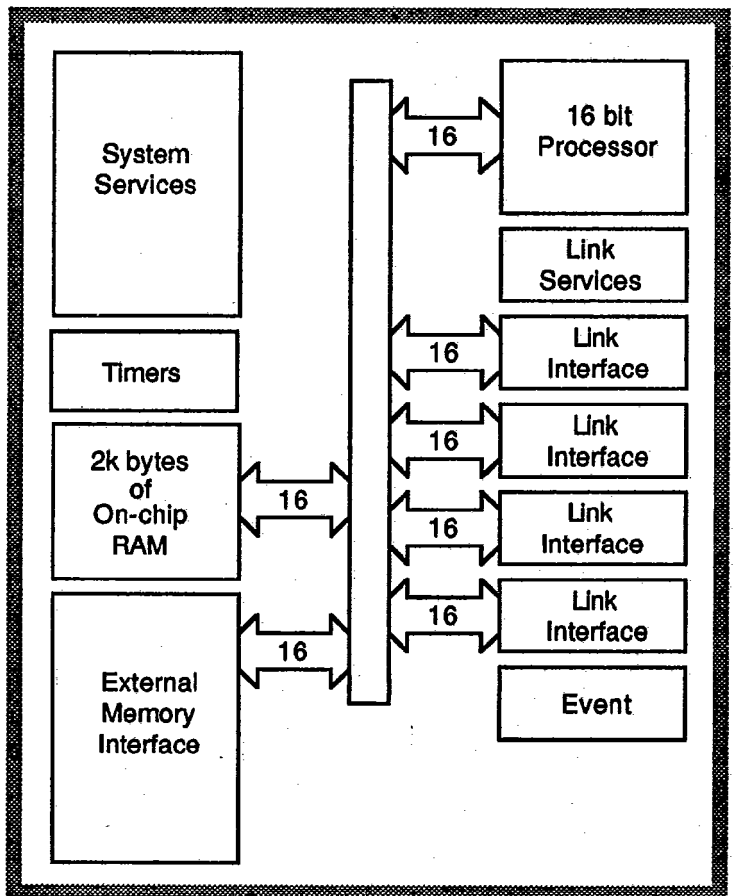 System
Services
Timers
2k bytes
of
On-chip
RAM
16
External
Memory
Interface
16
16
16 bit
Processor
Link
Services
16
Link
Interface
16
Link
Interface
16
Link
Interface
16
Link
Interface
Event